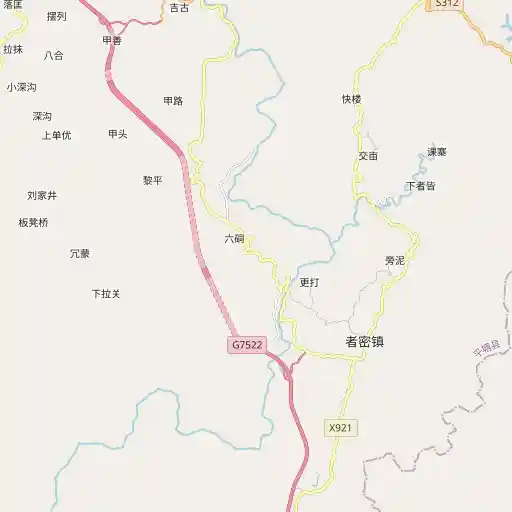 落匡
摆列
吉古
S312
甲善
拉抹
八合
小深沟
甲路
快楼
深沟
上单优
甲头
交亩
课寨
黎平
下者皆
刘家井
板凳桥
六硐
冗蒙
旁泥
更打
下拉关
者密镇
G7522
平塘县
X921